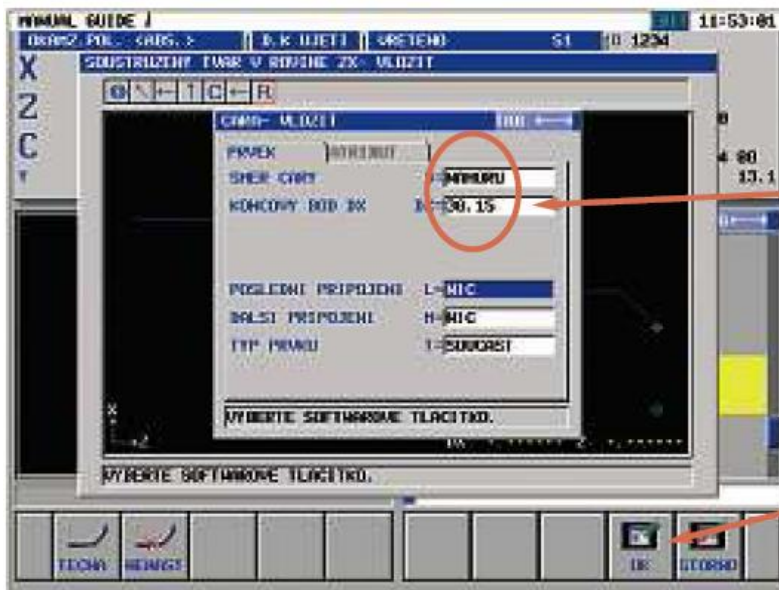 MANUAL GUIDE i 11:53:01
OKAMZ.POL. <ABS.> D.K UJETI VRETENO S1 1234
X
Z
C
SOUSTRUZENY TVAR V ROVINE ZX- VLOZIT
C R
CARA- VLOZIT
PRVEK ATRIBUT
SMER CARY NAHORU
KONCOVY BOD DX 30.15
13.1
POSLEDNI PRIPOJENI L=NIC
DALSI PRIPOJENI M=NIC
TYP PRVKU T=SOUCAST
VYBERTE SOFTWAROVE TLACITKO.
X
Z
VYBERTE SOFTWAROVE TLACITKO.
TECNA OK STORNO